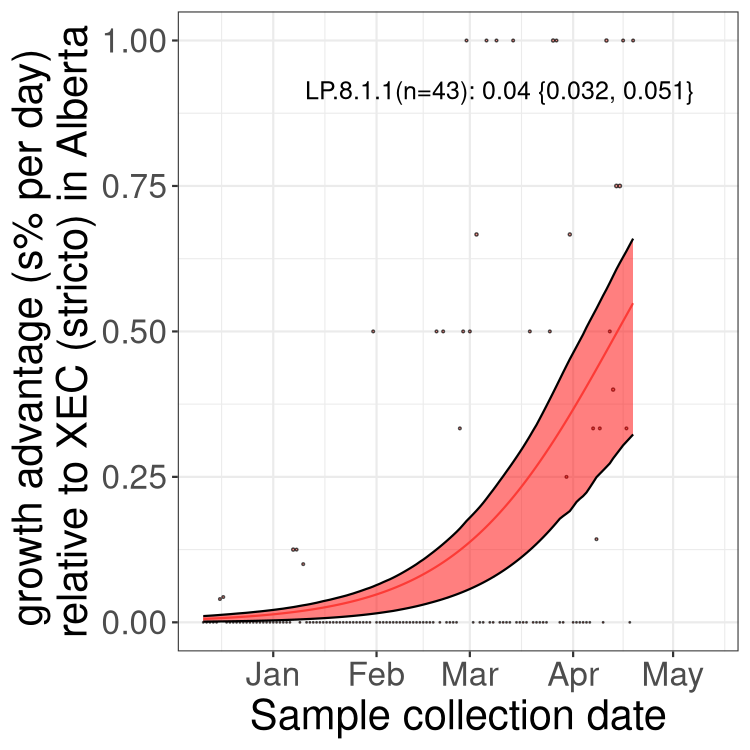 growth advantage (s% per day)
relative to XEC (stricto) in Alberta
1.00
0.75
0.50
0.25
0.00
LP.8.1.1(n=43): 0.04 {0.032, 0.051}
Jan Feb Mar Apr May
Sample collection date